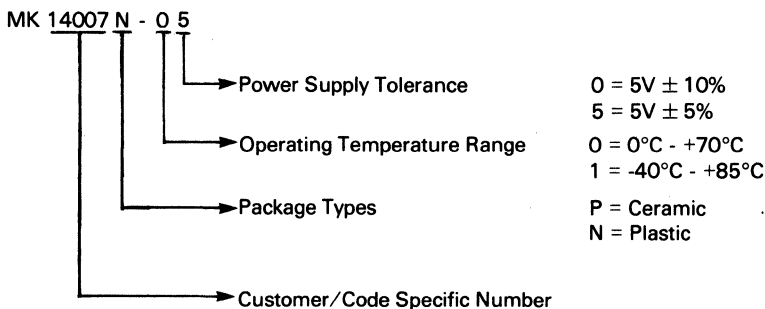 MK 14007 N - 0 5
Power Supply Tolerance 0 = 5V ± 10%
5 = 5V ± 5%
Operating Temperature Range 0 = 0°C - +70°C
1 = -40°C - +85°C
Package Types P = Ceramic
N = Plastic
Customer/Code Specific Number